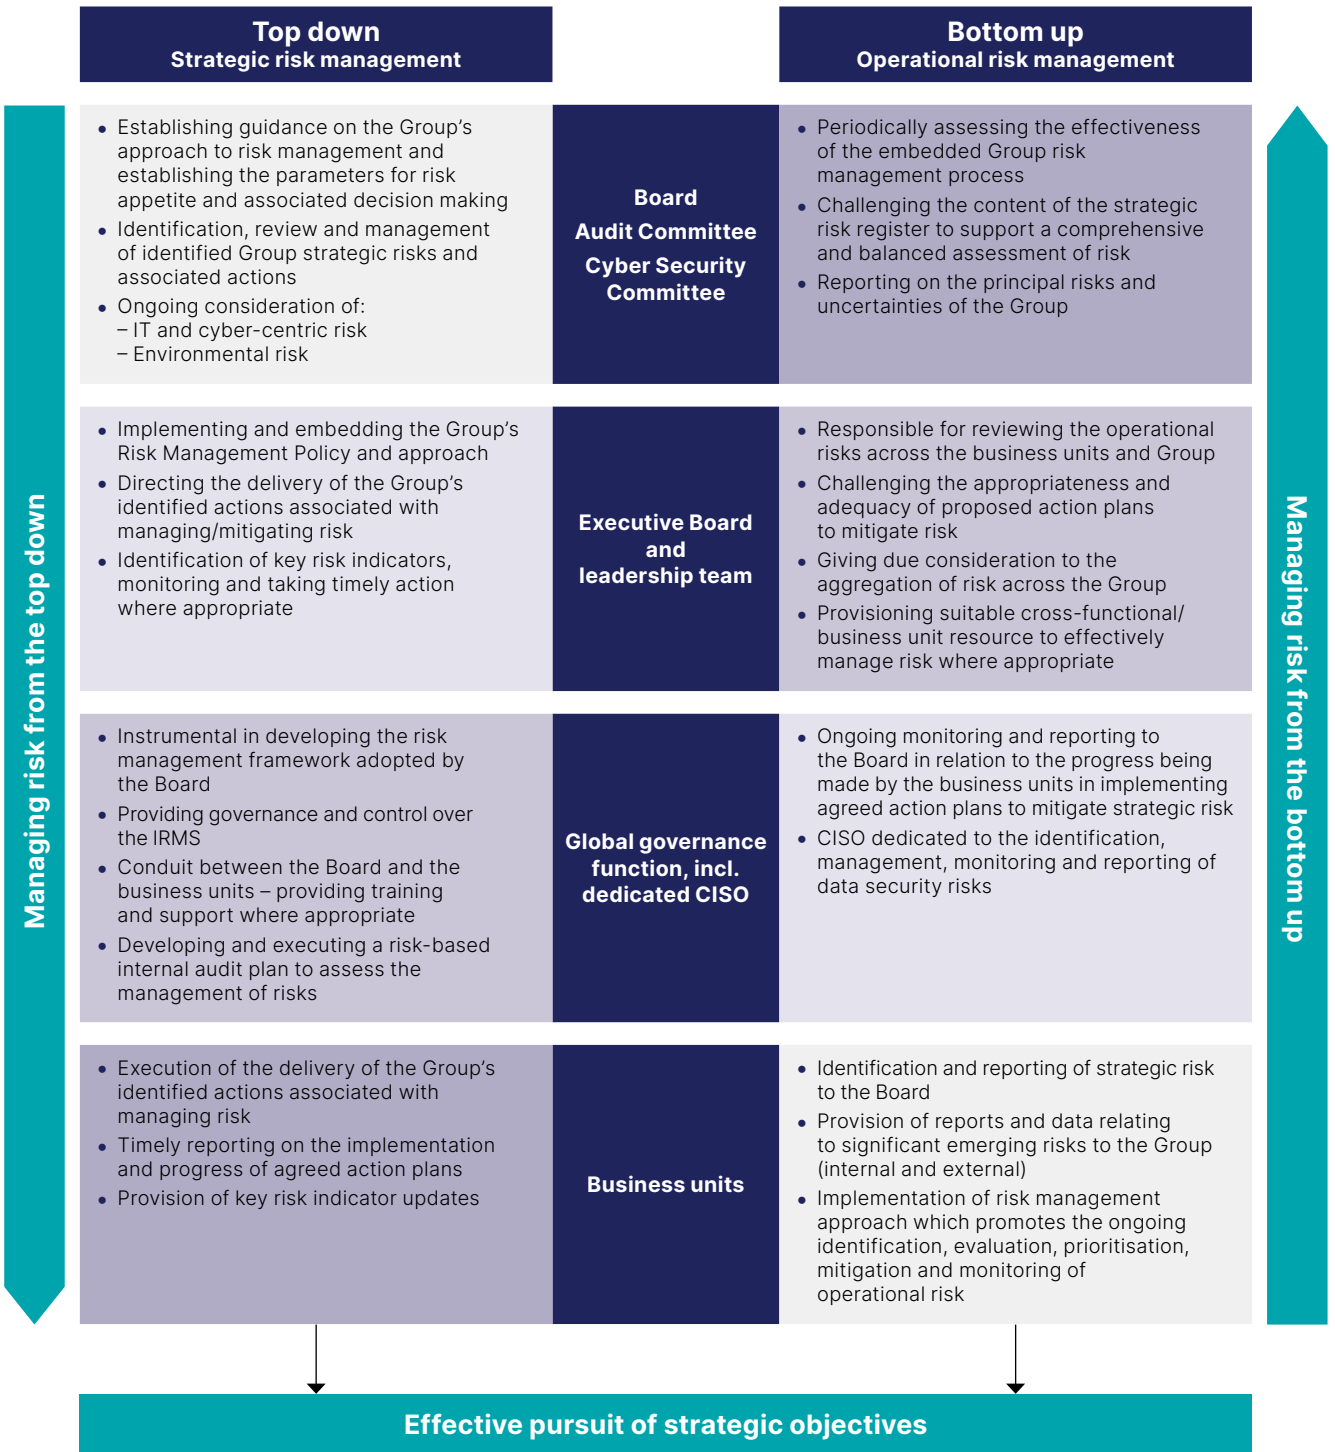 Top down
Strategic risk management
Bottom up
Operational risk management
Managing risk from the top down
• Establishing guidance on the Group's
approach to risk management and
establishing the parameters for risk
appetite and associated decision making
• Identification, review and management
of identified Group strategic risks and
associated actions
• Ongoing consideration of:
– IT and cyber-centric risk
– Environmental risk
Board
Audit Committee
Cyber Security
Committee
• Periodically assessing the effectiveness
of the embedded Group risk
management process
• Challenging the content of the strategic
risk register to support a comprehensive
and balanced assessment of risk
• Reporting on the principal risks and
uncertainties of the Group
• Implementing and embedding the Group's
Risk Management Policy and approach
• Directing the delivery of the Group's
identified actions associated with
managing/mitigating risk
• Identification of key risk indicators,
monitoring and taking timely action
where appropriate
Executive Board
and
leadership team
• Responsible for reviewing the operational
risks across the business units and Group
• Challenging the appropriateness and
adequacy of proposed action plans
to mitigate risk
• Giving due consideration to the
aggregation of risk across the Group
• Provisioning suitable cross-functional/
business unit resource to effectively
manage risk where appropriate
• Instrumental in developing the risk
management framework adopted by
the Board
• Providing governance and control over
the IRMS
• Conduit between the Board and the
business units – providing training
and support where appropriate
• Developing and executing a risk-based
internal audit plan to assess the
management of risks
Global governance
function, incl.
dedicated CISO
• Ongoing monitoring and reporting to
the Board in relation to the progress being
made by the business units in implementing
agreed action plans to mitigate strategic risk
• CISO dedicated to the identification,
management, monitoring and reporting of
data security risks
• Execution of the delivery of the Group's
identified actions associated with
managing risk
• Timely reporting on the implementation
and progress of agreed action plans
• Provision of key risk indicator updates
Business units
• Identification and reporting of strategic risk
to the Board
• Provision of reports and data relating
to significant emerging risks to the Group
(internal and external)
• Implementation of risk management
approach which promotes the ongoing
identification, evaluation, prioritisation,
mitigation and monitoring of
operational risk
Managing risk from the bottom up
Effective pursuit of strategic objectives